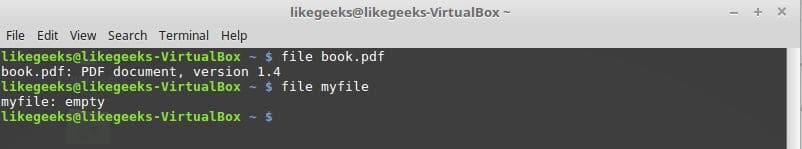 likegeeks@likegeeks-VirtualBox ~
File Edit View Search Terminal Help
likegeeks@likegeeks-VirtualBox ~ $ file book.pdf
book.pdf: PDF document, version 1.4
likegeeks@likegeeks-VirtualBox ~ $ file myfile
myfile: empty
likegeeks@likegeeks-VirtualBox ~ $